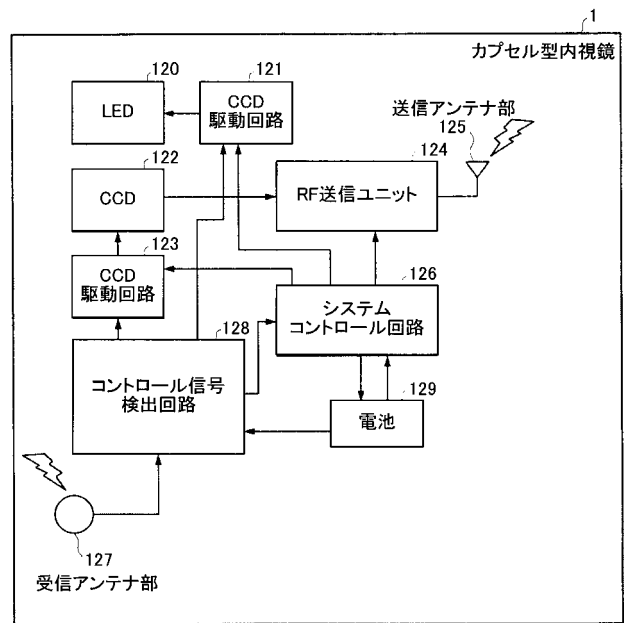 1
カプセル型内視鏡
120
LED
121
CCD
駆動回路
送信アンテナ部
125
122
CCD
124
RF送信ユニット
123
CCD
駆動回路
126
システム
コントロール回路
128
コントロール信号
検出回路
129
電池
127
受信アンテナ部